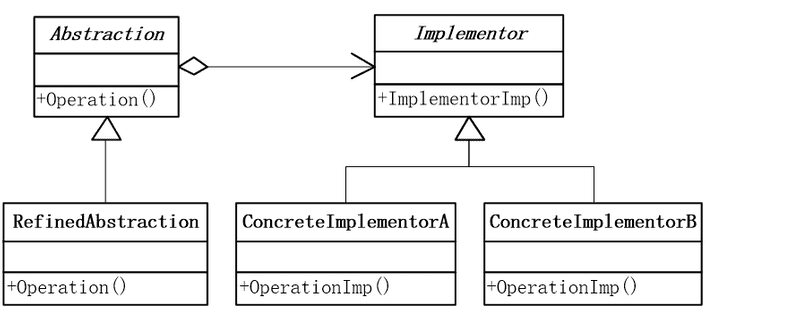 Abstraction
Implementor
+Operation()
+ImplementorImp()
RefinedAbstraction
ConcreteImplementorA
ConcreteImplementorB
+Operation()
+OperationImp()
+OperationImp()